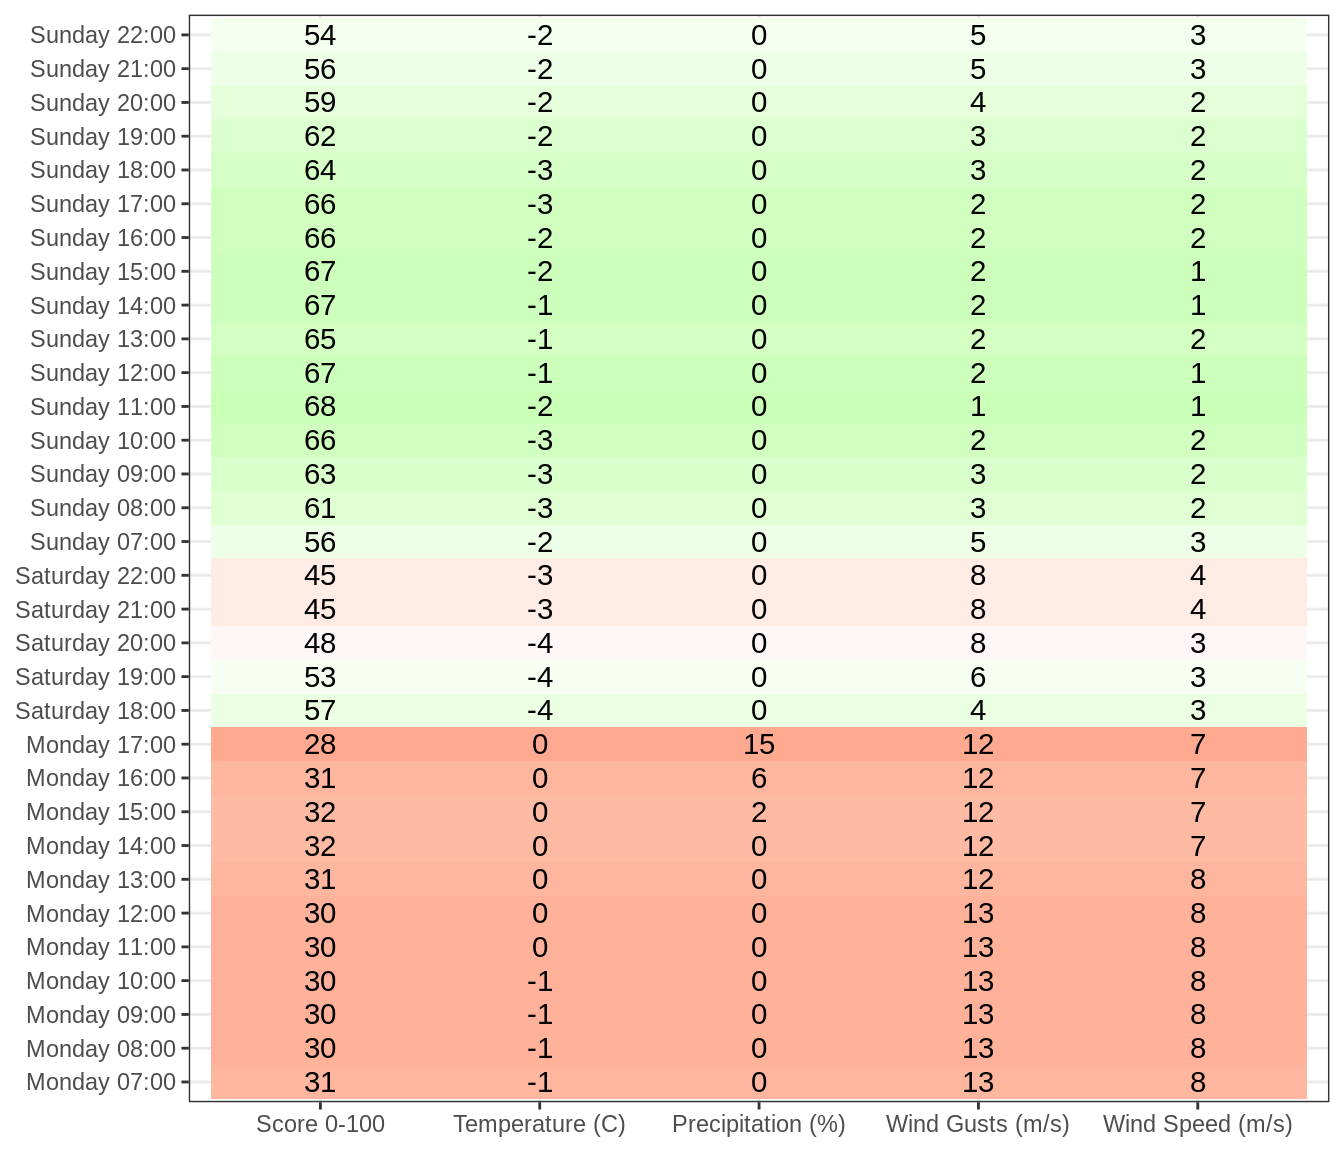 Sunday 22:00 54 -2 0 5 3
Sunday 21:00 56 -2 0 5 3
Sunday 20:00 59 -2 0 4 2
Sunday 19:00 62 -2 0 3 2
Sunday 18:00 64 -3 0 3 2
Sunday 17:00 66 -3 0 2 2
Sunday 16:00 66 -2 0 2 2
Sunday 15:00 67 -2 0 2 1
Sunday 14:00 67 -1 0 2 1
Sunday 13:00 65 -1 0 2 2
Sunday 12:00 67 -1 0 2 1
Sunday 11:00 68 -2 0 1 1
Sunday 10:00 66 -3 0 2 2
Sunday 09:00 63 -3 0 3 2
Sunday 08:00 61 -3 0 3 2
Sunday 07:00 56 -2 0 5 3
Saturday 22:00 45 -3 0 8 4
Saturday 21:00 45 -3 0 8 4
Saturday 20:00 48 -4 0 8 3
Saturday 19:00 53 -4 0 6 3
Saturday 18:00 57 -4 0 4 3
Monday 17:00 28 0 15 12 7
Monday 16:00 31 0 6 12 7
Monday 15:00 32 0 2 12 7
Monday 14:00 32 0 0 12 7
Monday 13:00 31 0 0 12 8
Monday 12:00 30 0 0 13 8
Monday 11:00 30 0 0 13 8
Monday 10:00 30 -1 0 13 8
Monday 09:00 30 -1 0 13 8
Monday 08:00 30 -1 0 13 8
Monday 07:00 31 -1 0 13 8
Score 0-100 Temperature (C) Precipitation (%) Wind Gusts (m/s) Wind Speed (m/s)